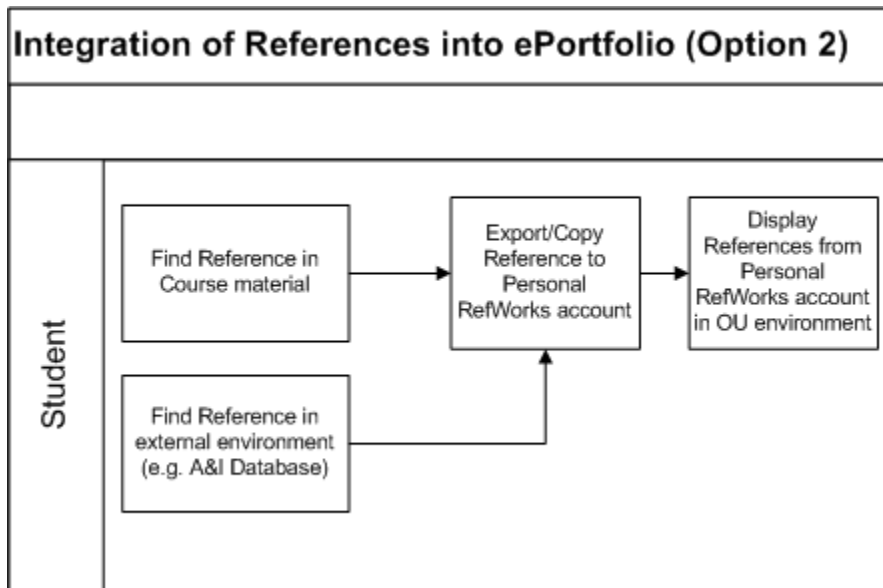 Integration of References into ePortfolio (Option 2)
Student
Find Reference in
Course material
Export/Copy
Reference to
Personal
RefWorks account
Display
References from
Personal
RefWorks account
in OU environment
Find Reference in
external environment
(e.g. A&I Database)